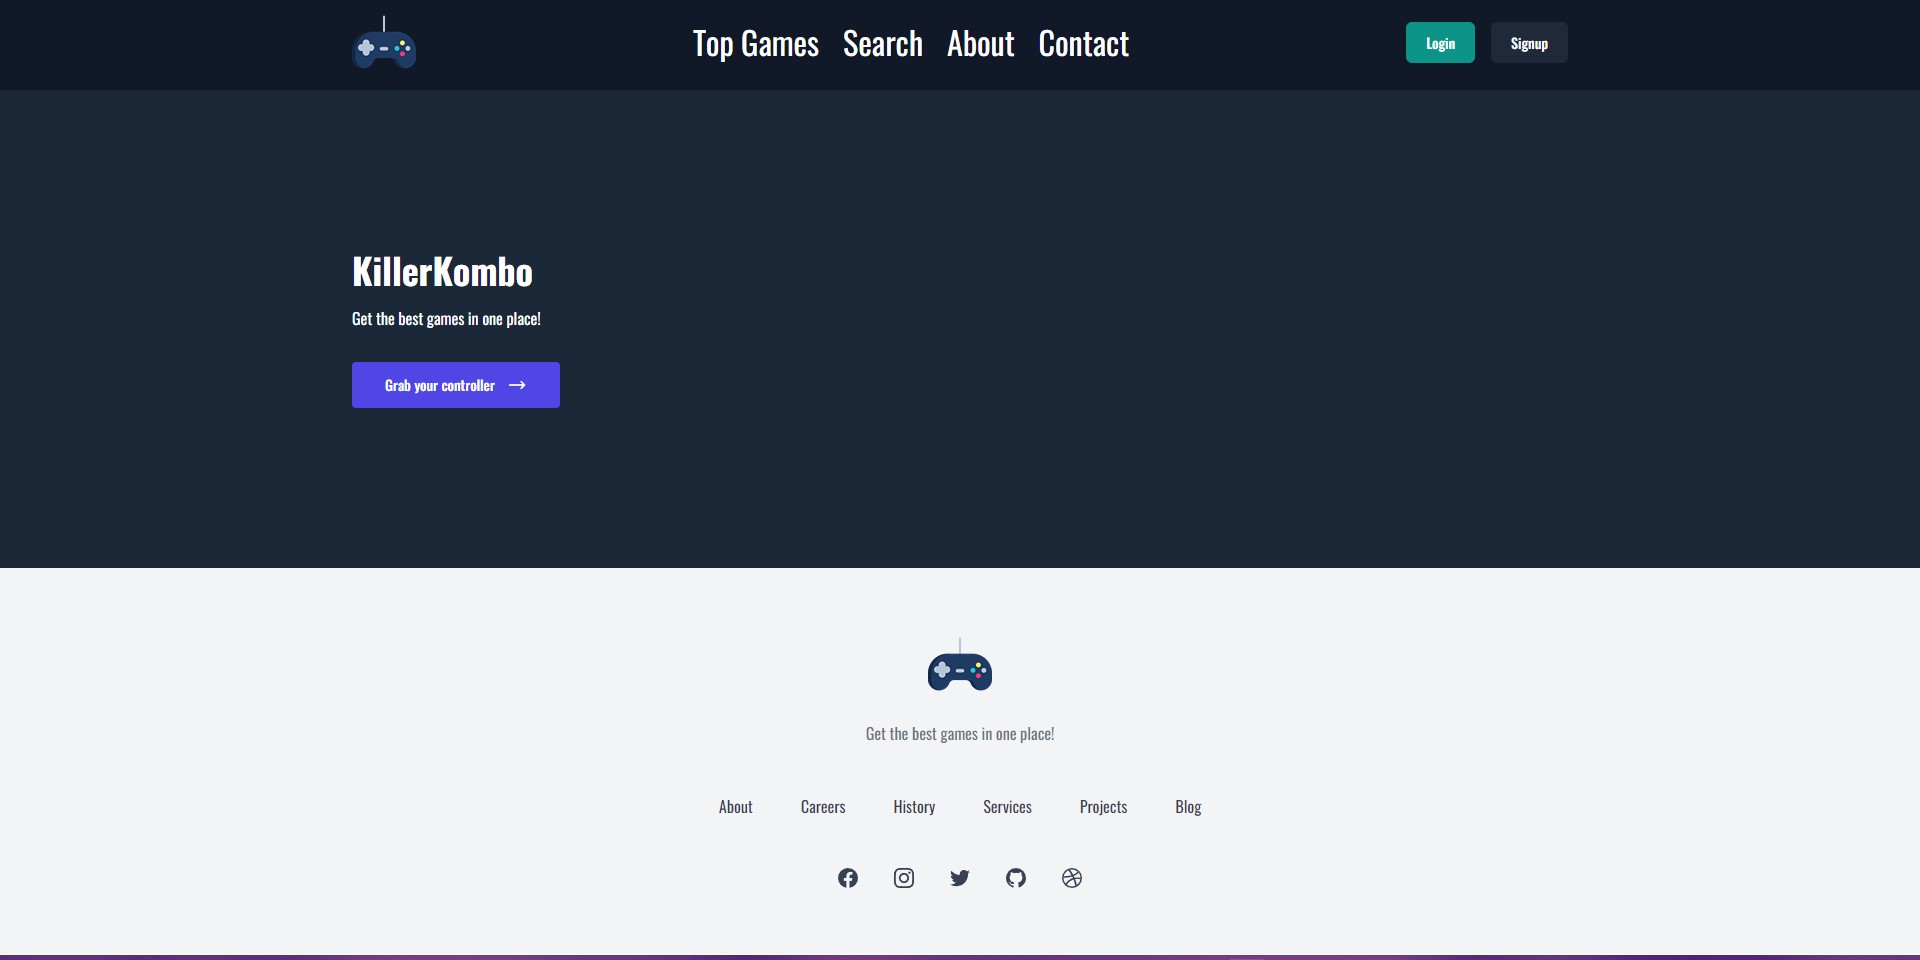 Top Games Search About Contact
Login Signup
KillerKombo
Get the best games in one place!
Grab your controller
Get the best games in one place!
About Careers History Services Projects Blog